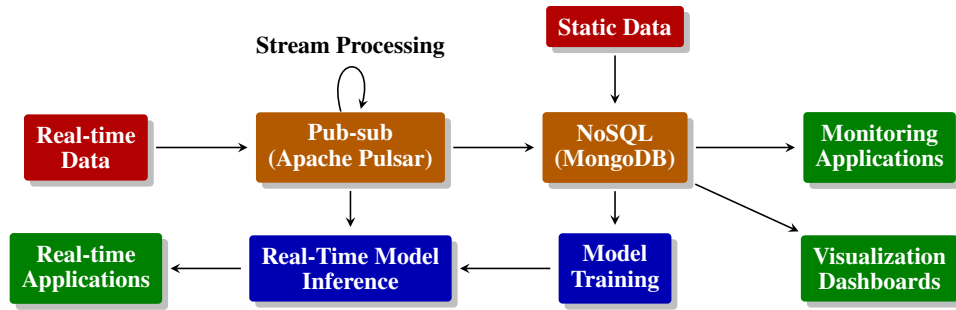 Static Data
Stream Processing
Real-time
Data
Pub-sub
(Apache Pulsar)
NoSQL
(MongoDB)
Monitoring
Applications
Real-time
Applications
Real-Time Model
Inference
Model
Training
Visualization
Dashboards